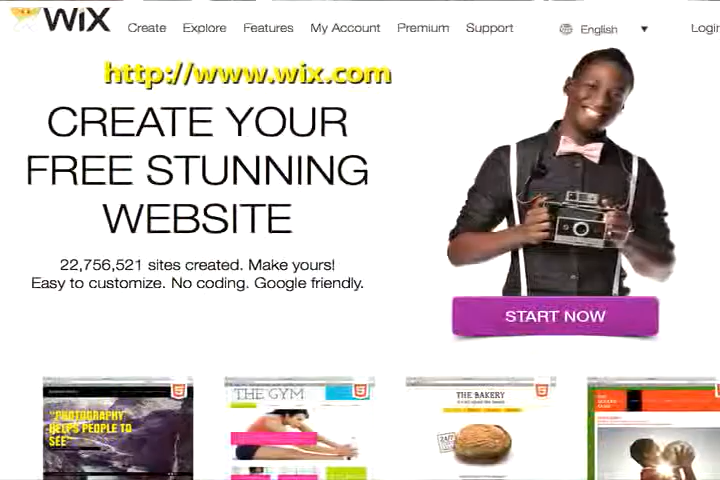 WiX Create Explore Features My Account Premium Support English Login
http://www.wix.com
CREATE YOUR
FREE STUNNING
WEBSITE
22,756,521 sites created. Make yours!
Easy to customize. No coding. Google friendly.
START NOW
"PHOTOGRAPHY
HELPS PEOPLE TO
SEE"
THE GYM
THE BAKERY